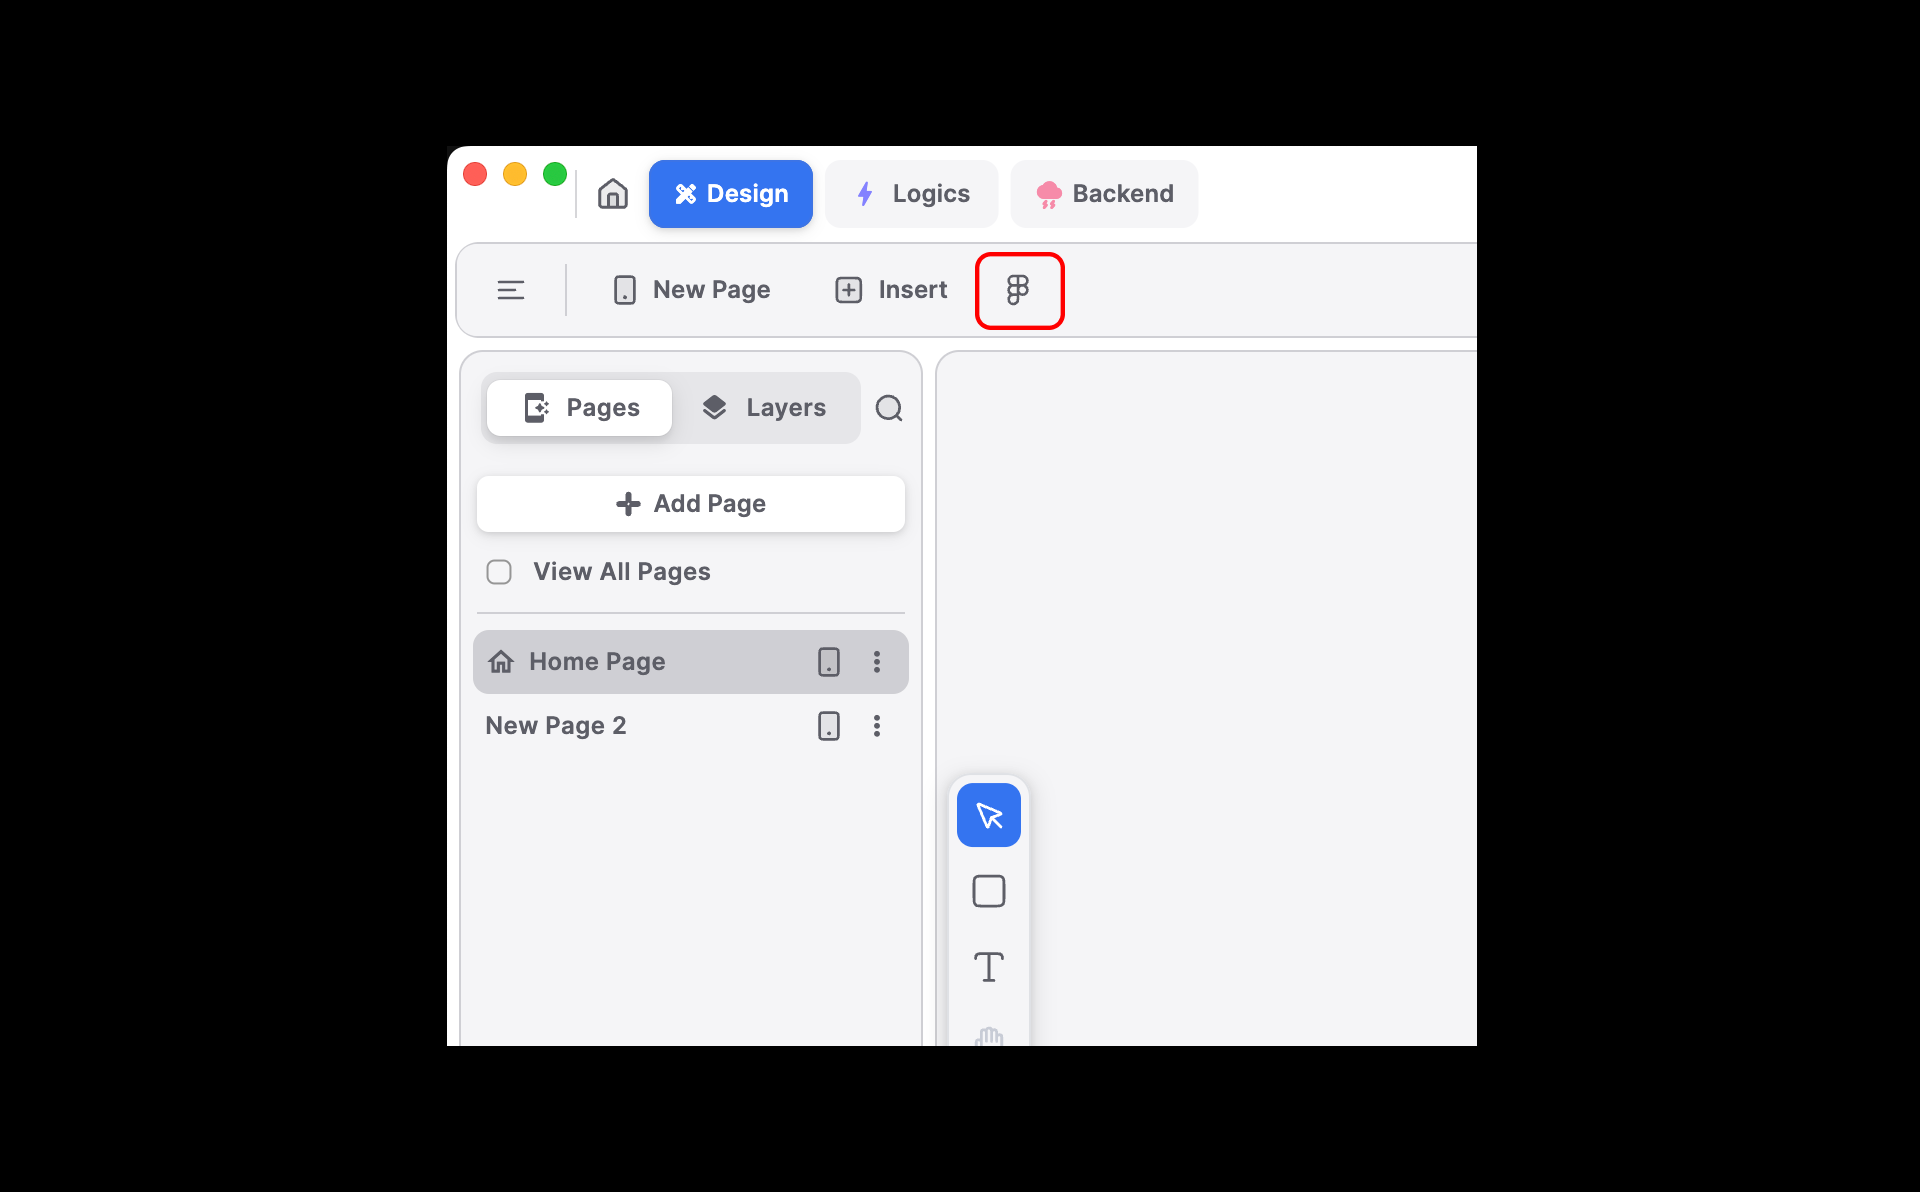 Design
Logics
Backend
New Page
Insert
Pages
Layers
Add Page
View All Pages
Home Page
New Page 2